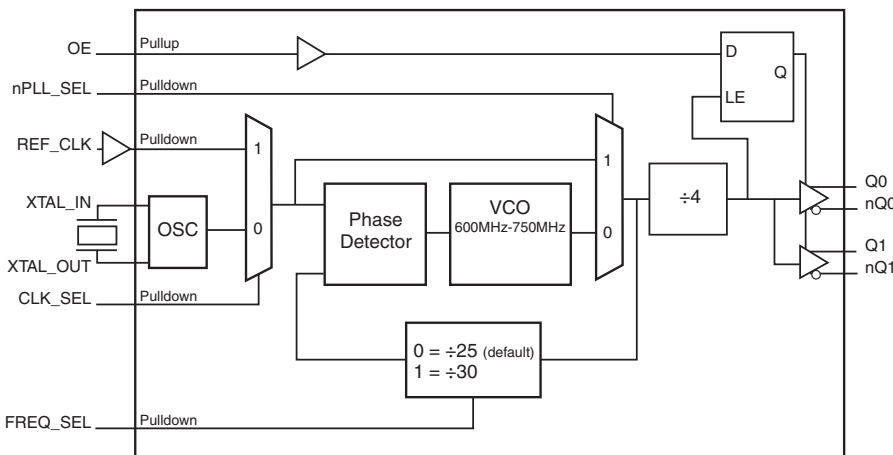 OE
Pullup
D
Q
LE
nPLL_SEL
Pulldown
REF_CLK
Pulldown
1
1
XTAL_IN
OSC
0
Phase
Detector
VCO
600MHz-750MHz
0
÷4
Q0
nQ0
Q1
nQ1
XTAL_OUT
CLK_SEL
Pulldown
0 = ÷25 (default)
1 = ÷30
FREQ_SEL
Pulldown